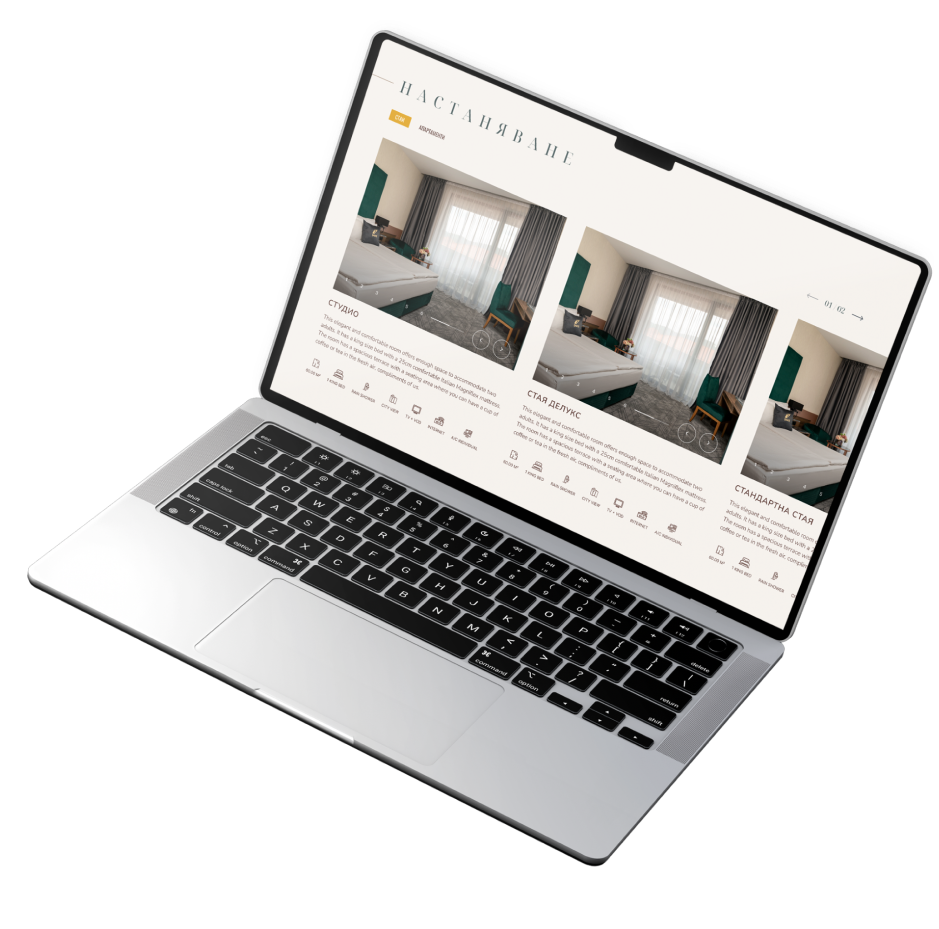 НАСТАНЯВАНЕ
СТАИ
АПАРТАМЕНТИ
01 02
СТУДИО
This elegant and comfortable room offers enough space to accommodate two
adults. It has a king size bed with a 25cm comfortable Italian Magniflex mattress.
The room has a spacious terrace with a seating area where you can have a cup of
coffee or tea in the fresh air, compliments of us.
1 KING BED
RAIN SHOWER
CITY VIEW
TV + VOD
INTERNET
A/C INDIVIDUAL
СТАЯ ДЕЛУКС
This elegant and comfortable room offers enough space to accommodate two
adults. It has a king size bed with a 25cm comfortable Italian Magniflex mattress.
The room has a spacious terrace with a seating area where you can have a cup of
coffee or tea in the fresh air, compliments of us.
1 KING BED
RAIN SHOWER
CITY VIEW
TV + VOD
INTERNET
A/C INDIVIDUAL
СТАНДАРТНА СТАЯ
This elegant and comfortable room
adults. It has a king size bed with a
The room has a spacious terrace
coffee or tea in the fresh air, complim
1 KING BED
RAIN SHOWER
esc
delete
tab
Q W E R T Y U I O P
caps lock
A S D F G H J K L
return
shift
Z X C V B N M
shift
fn
control
option
command
command
option